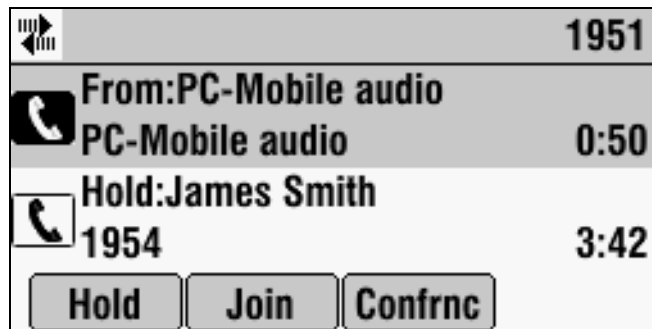 1951
From:PC-Mobile audio
PC-Mobile audio 0:50
Hold:James Smith
1954 3:42
Hold Join Confrnc